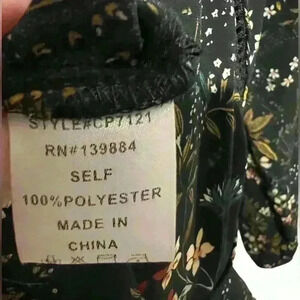 STYLE#CP7121
RN#139884
SELF
100%POLYESTER
MADE IN
CHINA